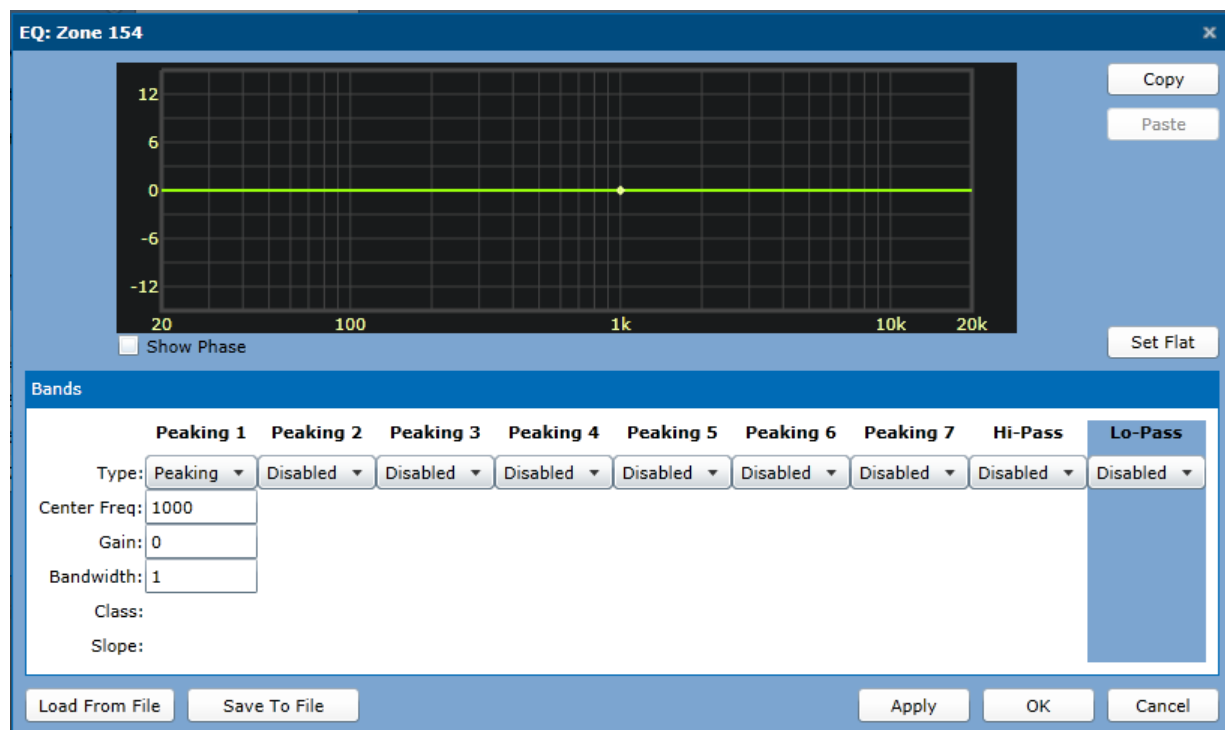 EQ: Zone 154
Copy
12
Paste
6
0
-6
-12
20 100 1k 10k 20k
Set Flat
Show Phase
Bands
Peaking 1 Peaking 2 Peaking 3 Peaking 4 Peaking 5 Peaking 6 Peaking 7 Hi-Pass Lo-Pass
Type: Peaking Disabled Disabled Disabled Disabled Disabled Disabled Disabled Disabled
Center Freq: 1000
Gain: 0
Bandwidth: 1
Class:
Slope:
Load From File Save To File Apply OK Cancel